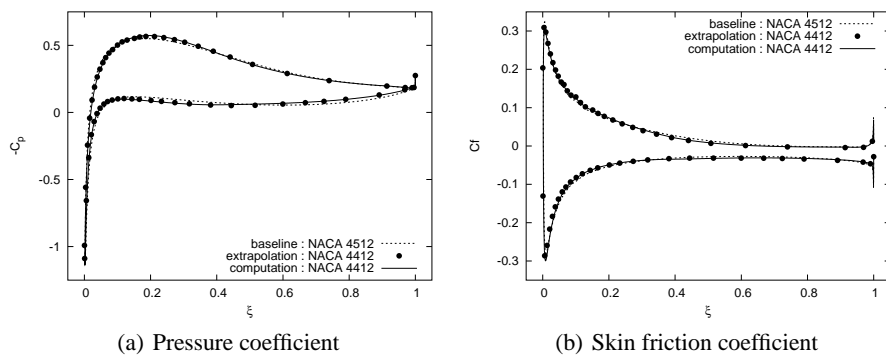 0.5
0
-0.5
-1
-Cp
0
0.2
0.4
0.6
0.8
1
ξ
baseline : NACA 4512
extrapolation : NACA 4412
computation : NACA 4412
(a) Pressure coefficient
0.3
0.2
0.1
0
-0.1
-0.2
-0.3
Cf
0
0.2
0.4
0.6
0.8
1
ξ
baseline : NACA 4512
extrapolation : NACA 4412
computation : NACA 4412
(b) Skin friction coefficient